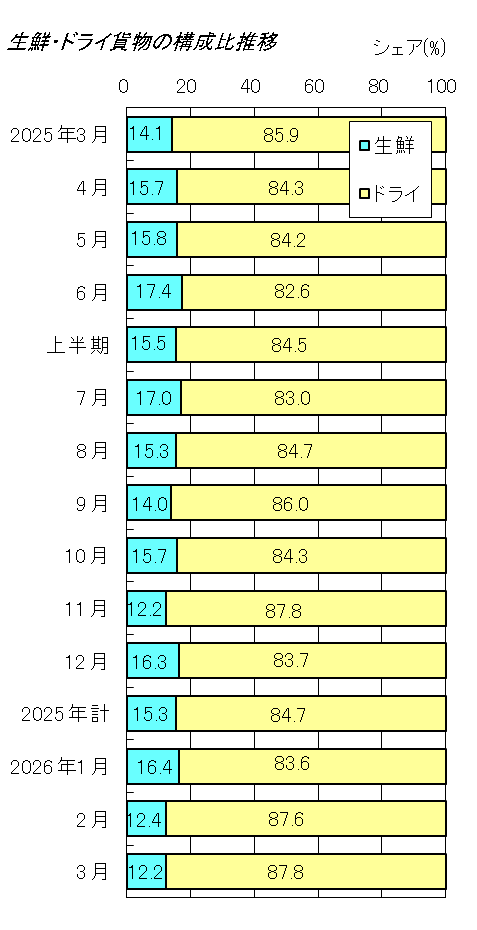 生鮮・ドライ貨物の構成比推移
シェア(%)
0 20 40 60 80 100
2025年3月 14.1 85.9
生鮮
4月 15.7 84.3
ドライ
5月 15.8 84.2
6月 17.4 82.6
上半期 15.5 84.5
7月 17.0 83.0
8月 15.3 84.7
9月 14.0 86.0
10月 15.7 84.3
11月 12.2 87.8
12月 16.3 83.7
2025年計 15.3 84.7
2026年1月 16.4 83.6
2月 12.4 87.6
3月 12.2 87.8